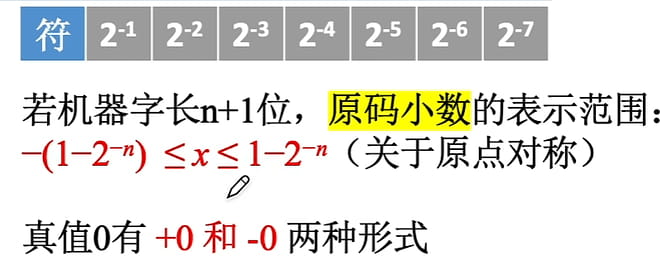 符 2⁻¹ 2⁻² 2⁻³ 2⁻⁴ 2⁻⁵ 2⁻⁶ 2⁻⁷
若机器字长n+1位，原码小数的表示范围：
−(1−2⁻ⁿ) ≤x≤1−2⁻ⁿ（关于原点对称）
真值0有 +0 和 -0 两种形式